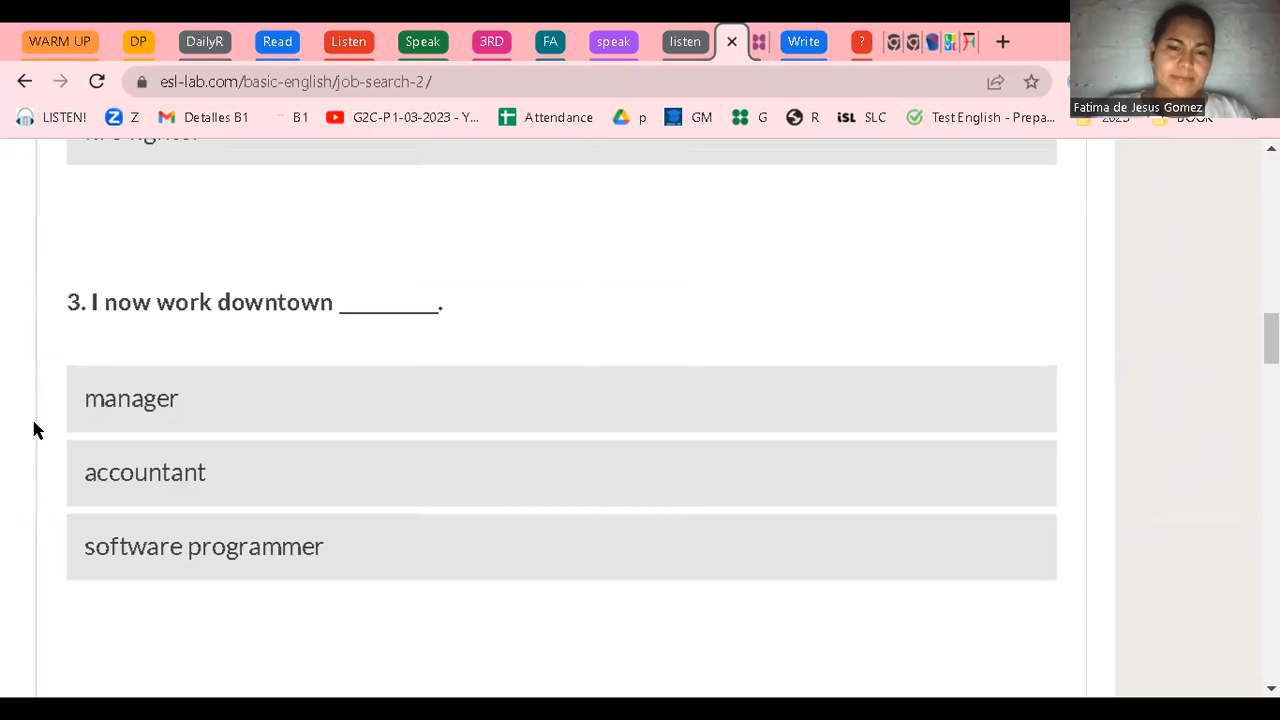 WARM UP DP DailyR Read Listen Speak 3RD FA speak listen Write ?
esl-lab.com/basic-english/job-search-2/
Fatima de Jesus Gomez
LISTEN! Z Detalles B1 B1 G2C-P1-03-2023 - Y... Attendance p GM G R iSL SLC Test English - Prepa...
3. I now work downtown ________.
manager
accountant
software programmer